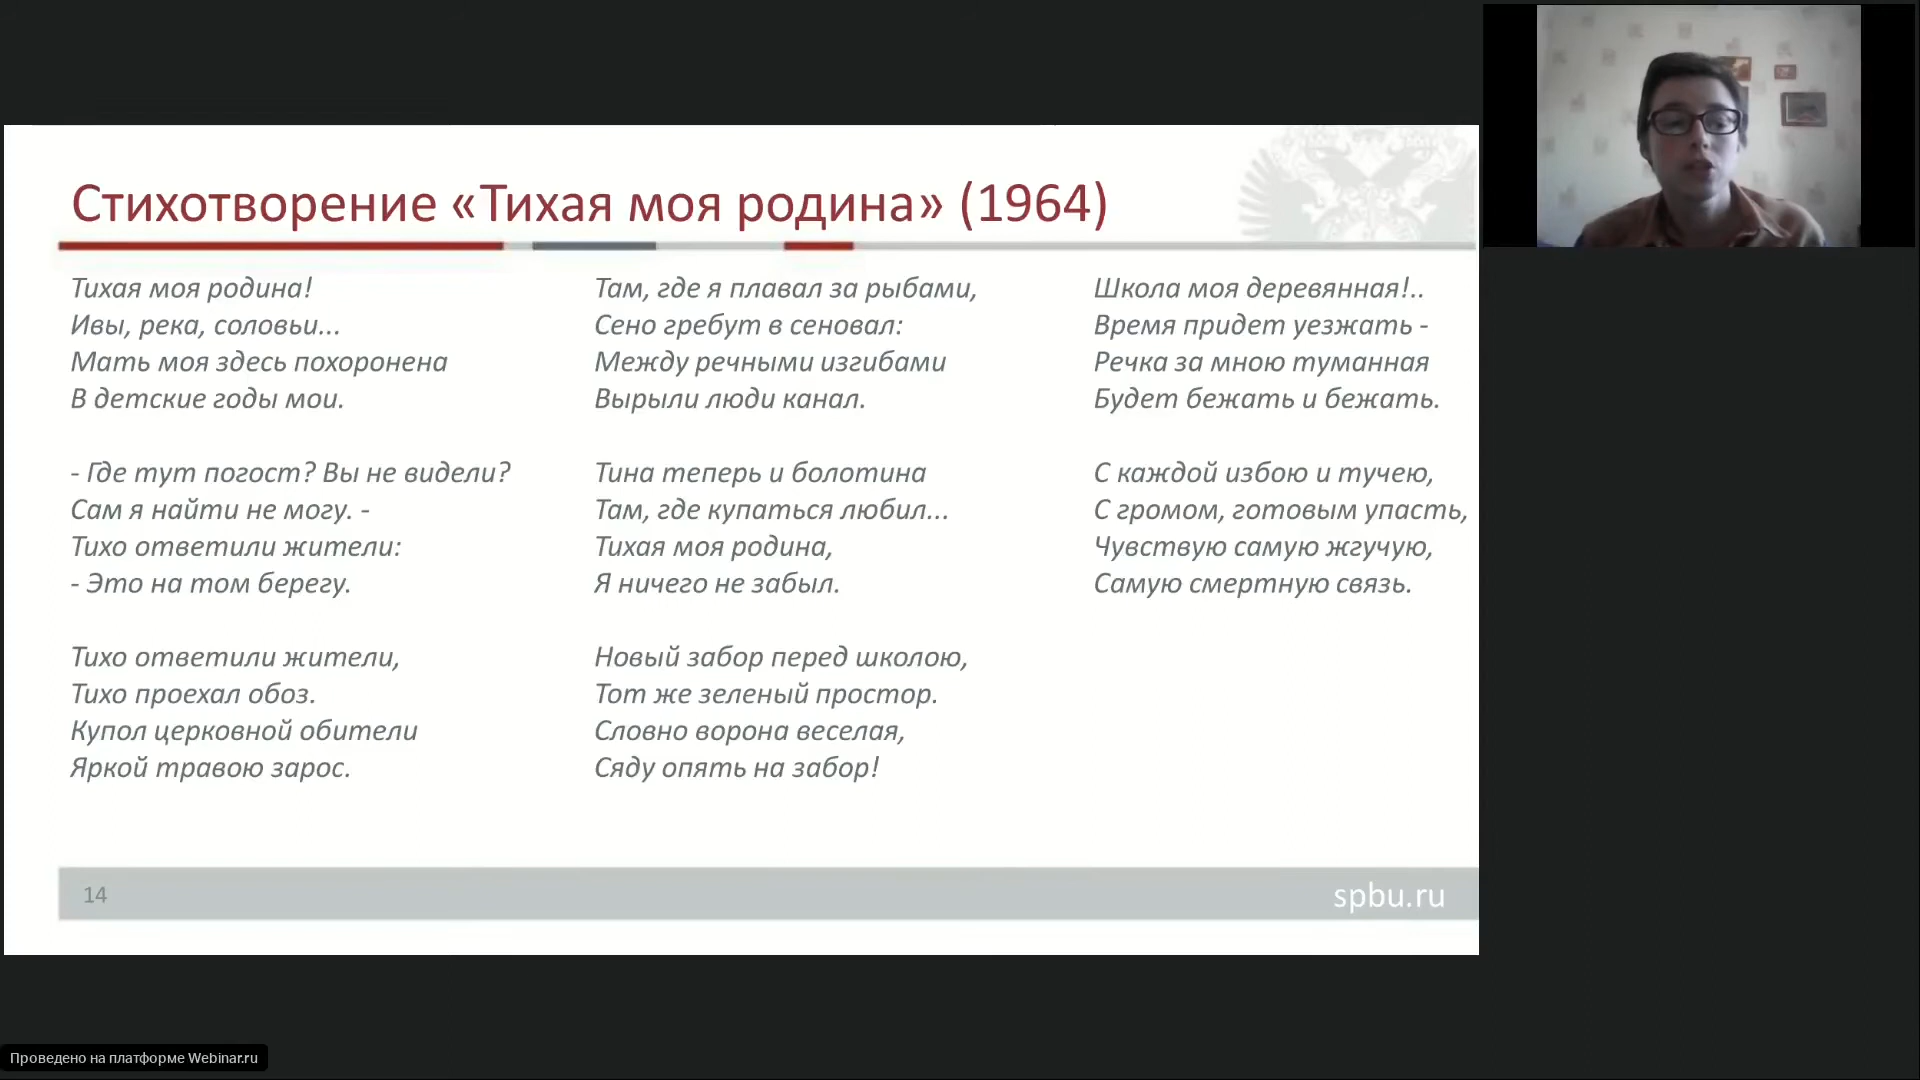 Стихотворение «Тихая моя родина» (1964)
Тихая моя родина!
Ивы, река, соловьи...
Мать моя здесь похоронена
В детские годы мои.
- Где тут погост? Вы не видели?
Сам я найти не могу. -
Тихо ответили жители:
- Это на том берегу.
Тихо ответили жители,
Тихо проехал обоз.
Купол церковной обители
Яркой травою зарос.
Там, где я плавал за рыбами,
Сено гребут в сеновал:
Между речными изгибами
Вырыли люди канал.
Тина теперь и болотина
Там, где купаться любил...
Тихая моя родина,
Я ничего не забыл.
Новый забор перед школою,
Тот же зеленый простор.
Словно ворона веселая,
Сяду опять на забор!
Школа моя деревянная!..
Время придет уезжать -
Речка за мною туманная
Будет бежать и бежать.
С каждой избою и тучею,
С громом, готовым упасть,
Чувствую самую жгучую,
Самую смертную связь.
14
spbu.ru
Проведено на платформе Webinar.ru